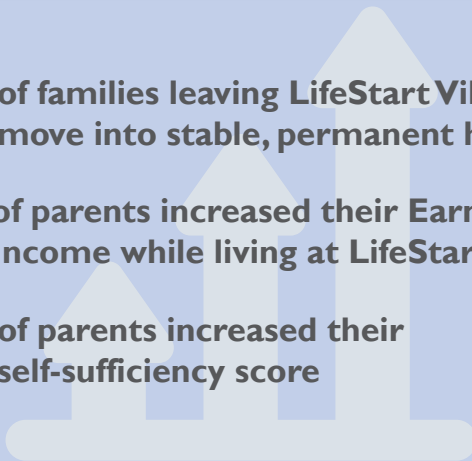 of families leaving LifeStart Vil
move into stable, permanent h
of parents increased their Earn
ncome while living at LifeStar
of parents increased their
self-sufficiency score